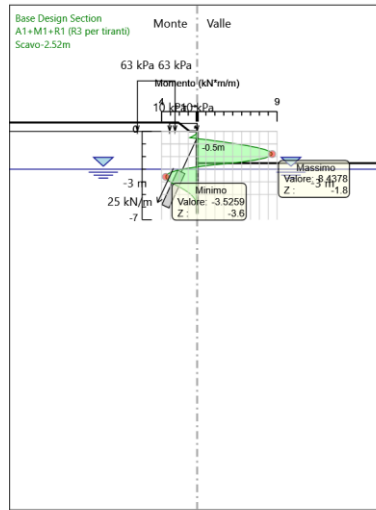 Base Design Section
A1+M1+R1 (R3 per tiranti)
Scavo-2.52m
Monte
Valle
63 kPa 63 kPa
Momento (kN*m/m)
9
-0.5m
-3 m
-3 m
Massimo
Valore: 8.4378
Z : -1.8
Minimo
Valore: -3.5259
Z : -3.6
25 kN/m
-7